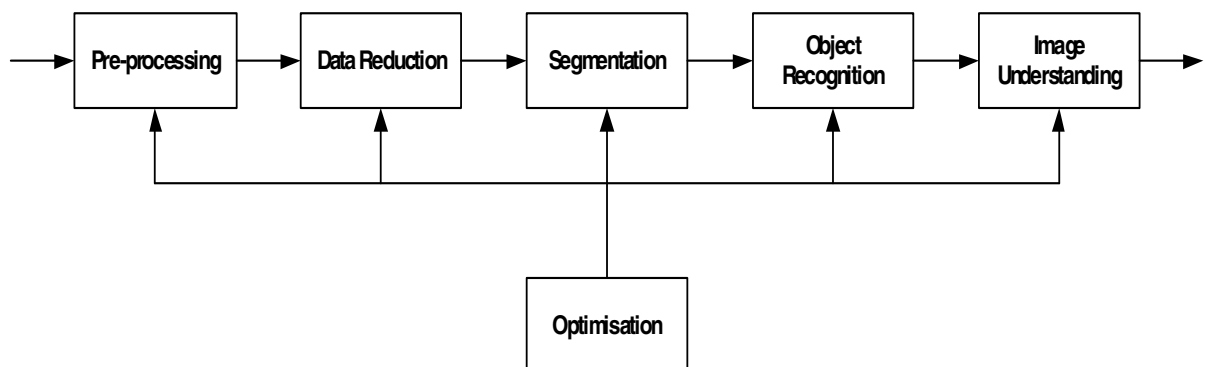 Pre-processing
Data Reduction
Segmentation
Object
Recognition
Image
Understanding
Optimisation